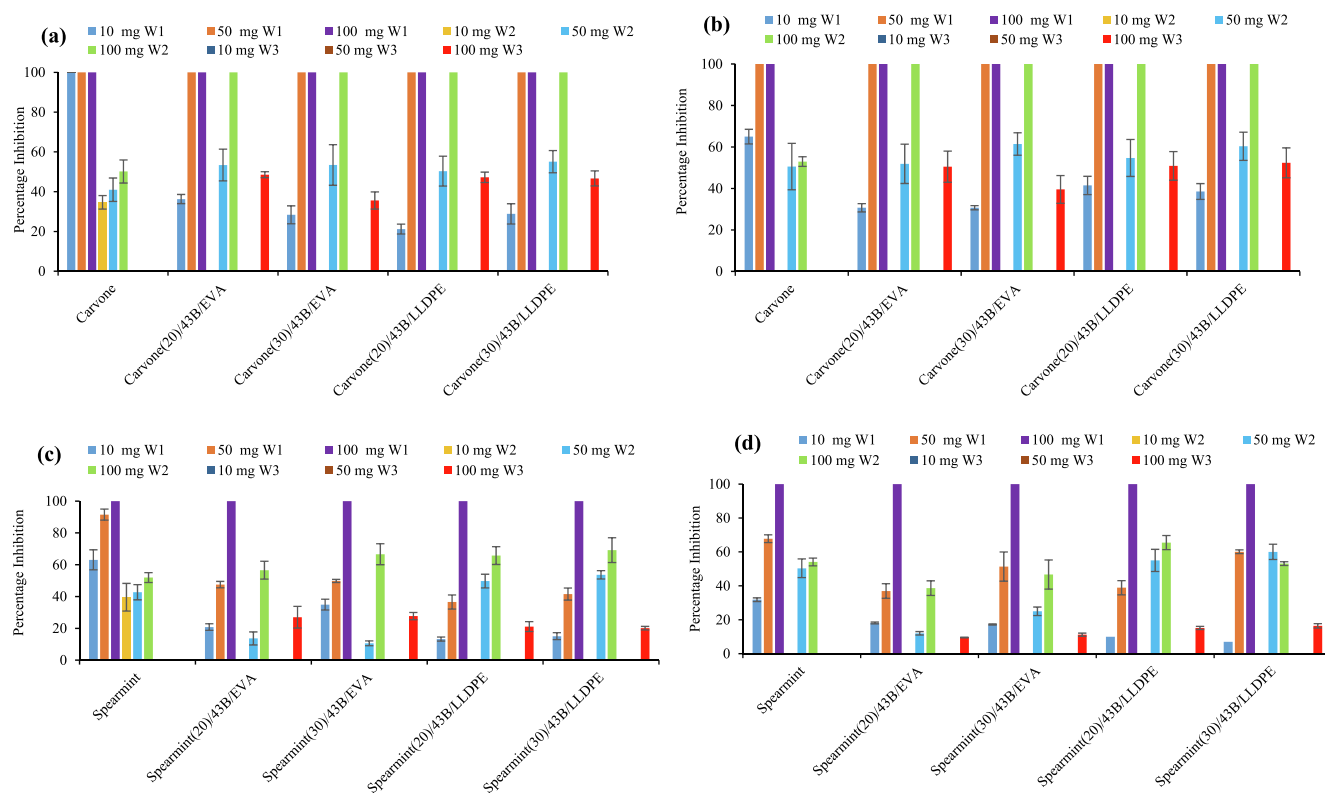 (a)
10 mg W1 50 mg W1 100 mg W1 10 mg W2 50 mg W2
100 mg W2 10 mg W3 50 mg W3 100 mg W3
Percentage Inhibition
100
80
60
40
20
0
Carvone
Carvone(20)/43B/EVA
Carvone(30)/43B/EVA
Carvone(20)/43B/LLDPE
Carvone(30)/43B/LLDPE
(b)
10 mg W1 50 mg W1 100 mg W1 10 mg W2 50 mg W2
100 mg W2 10 mg W3 50 mg W3 100 mg W3
Percentage Inhibition
100
80
60
40
20
0
Carvone
Carvone(20)/43B/EVA
Carvone(30)/43B/EVA
Carvone(20)/43B/LLDPE
Carvone(30)/43B/LLDPE
(c)
10 mg W1 50 mg W1 100 mg W1 10 mg W2 50 mg W2
100 mg W2 10 mg W3 50 mg W3 100 mg W3
Percentage Inhibition
100
80
60
40
20
0
Spearmint
Spearmint(20)/43B/EVA
Spearmint(30)/43B/EVA
Spearmint(20)/43B/LLDPE
Spearmint(30)/43B/LLDPE
(d)
10 mg W1 50 mg W1 100 mg W1 10 mg W2 50 mg W2
100 mg W2 10 mg W3 50 mg W3 100 mg W3
Percentage Inhibition
100
80
60
40
20
0
Spearmint
Spearmint(20)/43B/EVA
Spearmint(30)/43B/EVA
Spearmint(20)/43B/LLDPE
Spearmint(30)/43B/LLDPE